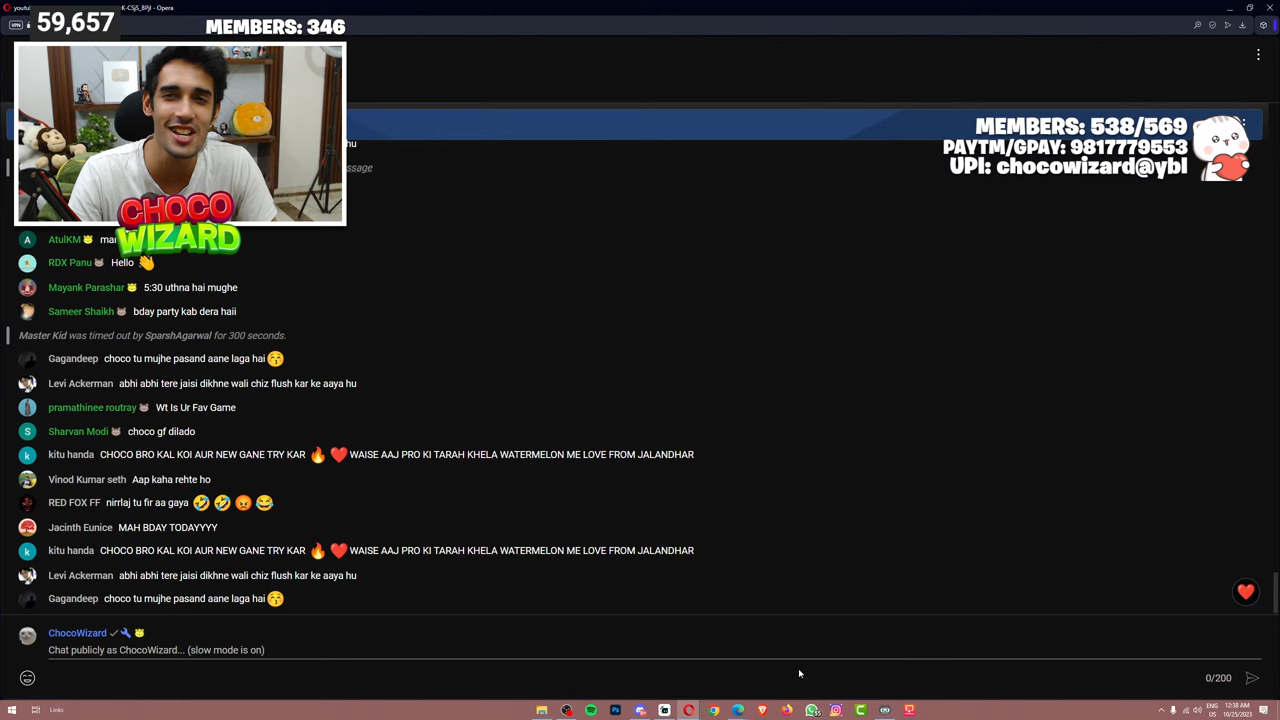 K-CSjS_BPjI - Opera
VPN
59,657
MEMBERS: 346
MEMBERS: 538/569
PAYTM/GPAY: 9817779553
UPI: chocowizard@ybl
hu
CHOCO
WIZARD
A AtulKM
RDX Panu Hello 👋
Mayank Parashar 5:30 uthna hai mughe
Sameer Shaikh bday party kab dera haii
Master Kid was timed out by SparshAgarwal for 300 seconds.
Gagandeep choco tu mujhe pasand aane laga hai 😚
Levi Ackerman abhi abhi tere jaisi dikhne wali chiz flush kar ke aaya hu
pramathinee routray Wt Is Ur Fav Game
S Sharvan Modi choco gf dilado
k kitu handa CHOCO BRO KAL KOI AUR NEW GANE TRY KAR 🔥 ❤️ WAISE AAJ PRO KI TARAH KHELA WATERMELON ME LOVE FROM JALANDHAR
Vinod Kumar seth Aap kaha rehte ho
RED FOX FF nirrlaj tu fir aa gaya 🤣 🤣 😡 😂
Jacinth Eunice MAH BDAY TODAYYYY
k kitu handa CHOCO BRO KAL KOI AUR NEW GANE TRY KAR 🔥 ❤️ WAISE AAJ PRO KI TARAH KHELA WATERMELON ME LOVE FROM JALANDHAR
Levi Ackerman abhi abhi tere jaisi dikhne wali chiz flush kar ke aaya hu
Gagandeep choco tu mujhe pasand aane laga hai 😚
ChocoWizard
Chat publicly as ChocoWizard... (slow mode is on)
0/200
Links
ENG
US
12:38 AM
10/25/2023